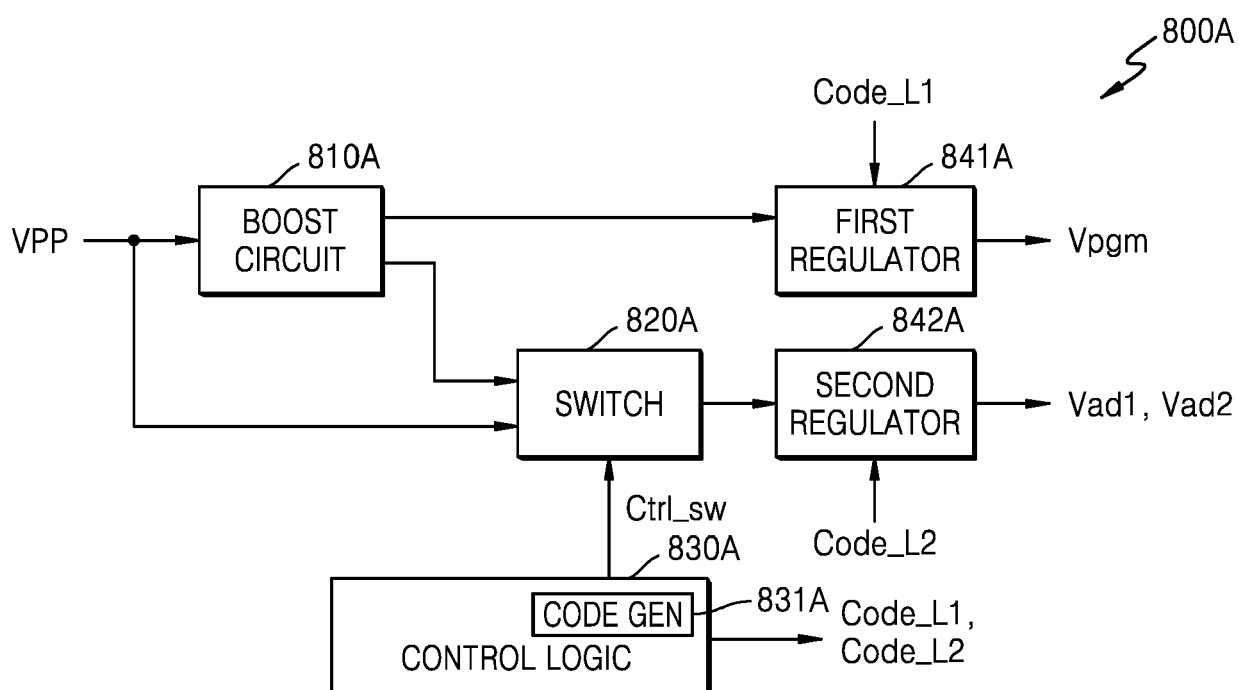 800A
Code_L1
810A
841A
VPP
BOOST
CIRCUIT
FIRST
REGULATOR
Vpgm
820A
842A
SWITCH
SECOND
REGULATOR
Vad1, Vad2
Ctrl_sw
Code_L2
830A
CODE GEN
831A
CONTROL LOGIC
Code_L1,
Code_L2